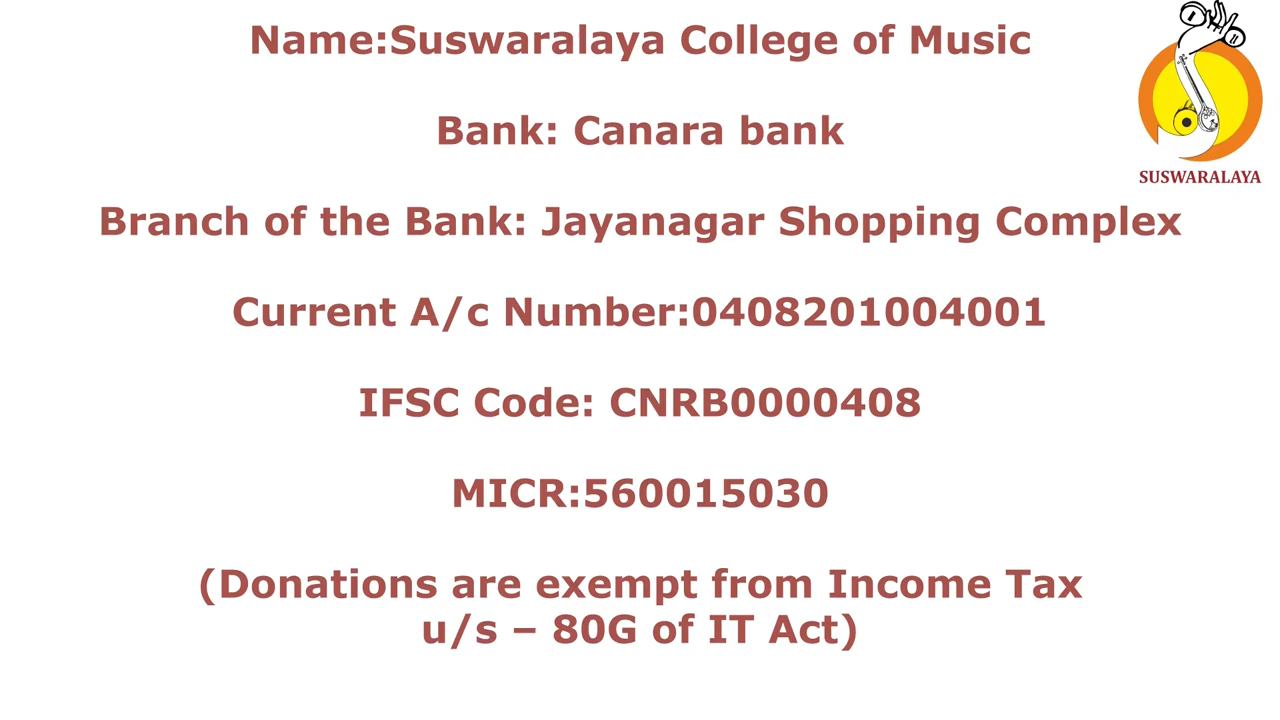 Name:Suswaralaya College of Music
SUSWARALAYA
Bank: Canara bank
Branch of the Bank: Jayanagar Shopping Complex
Current A/c Number:0408201004001
IFSC Code: CNRB0000408
MICR:560015030
(Donations are exempt from Income Tax
u/s – 80G of IT Act)